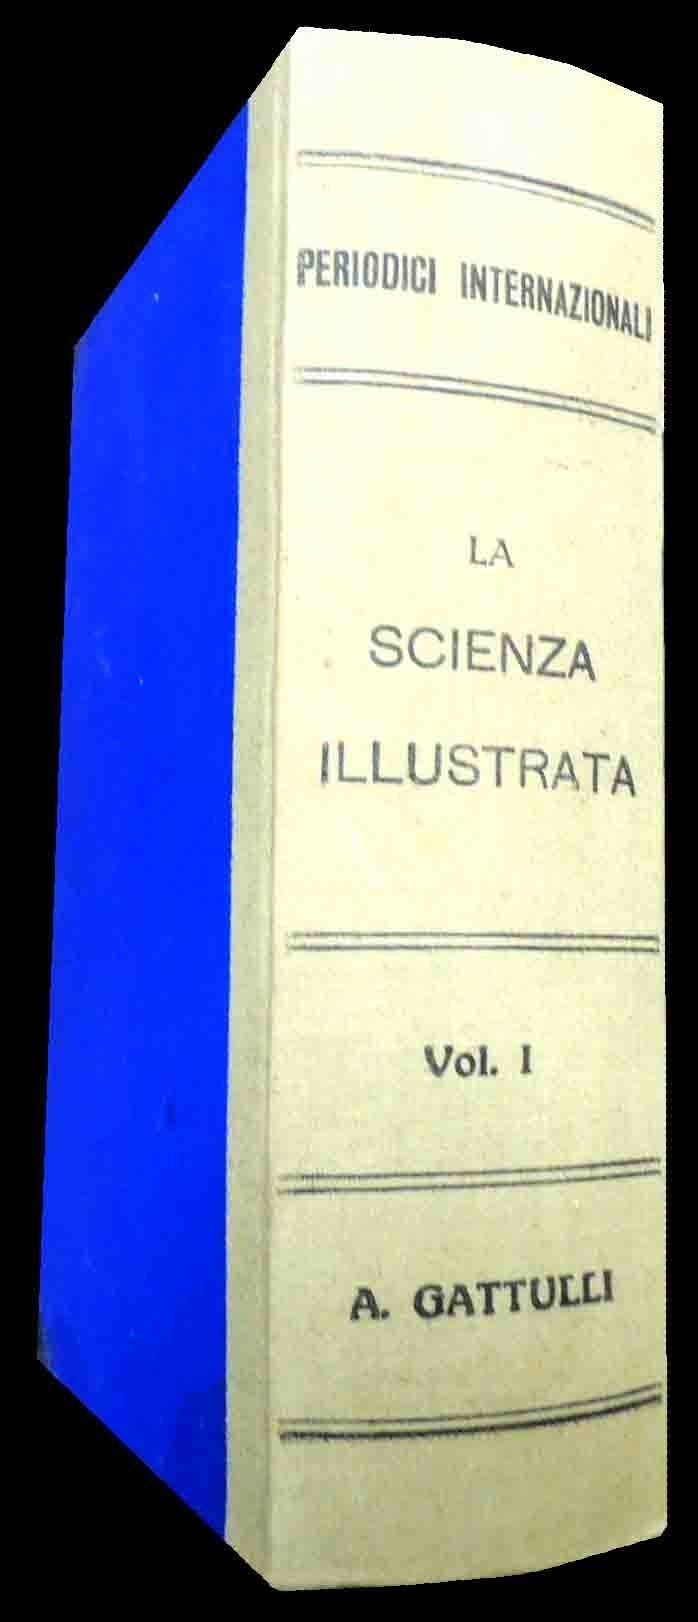 PERIODICI INTERNAZIONALI
LA
SCIENZA
ILLUSTRATA
Vol. I
A. GATTULLI